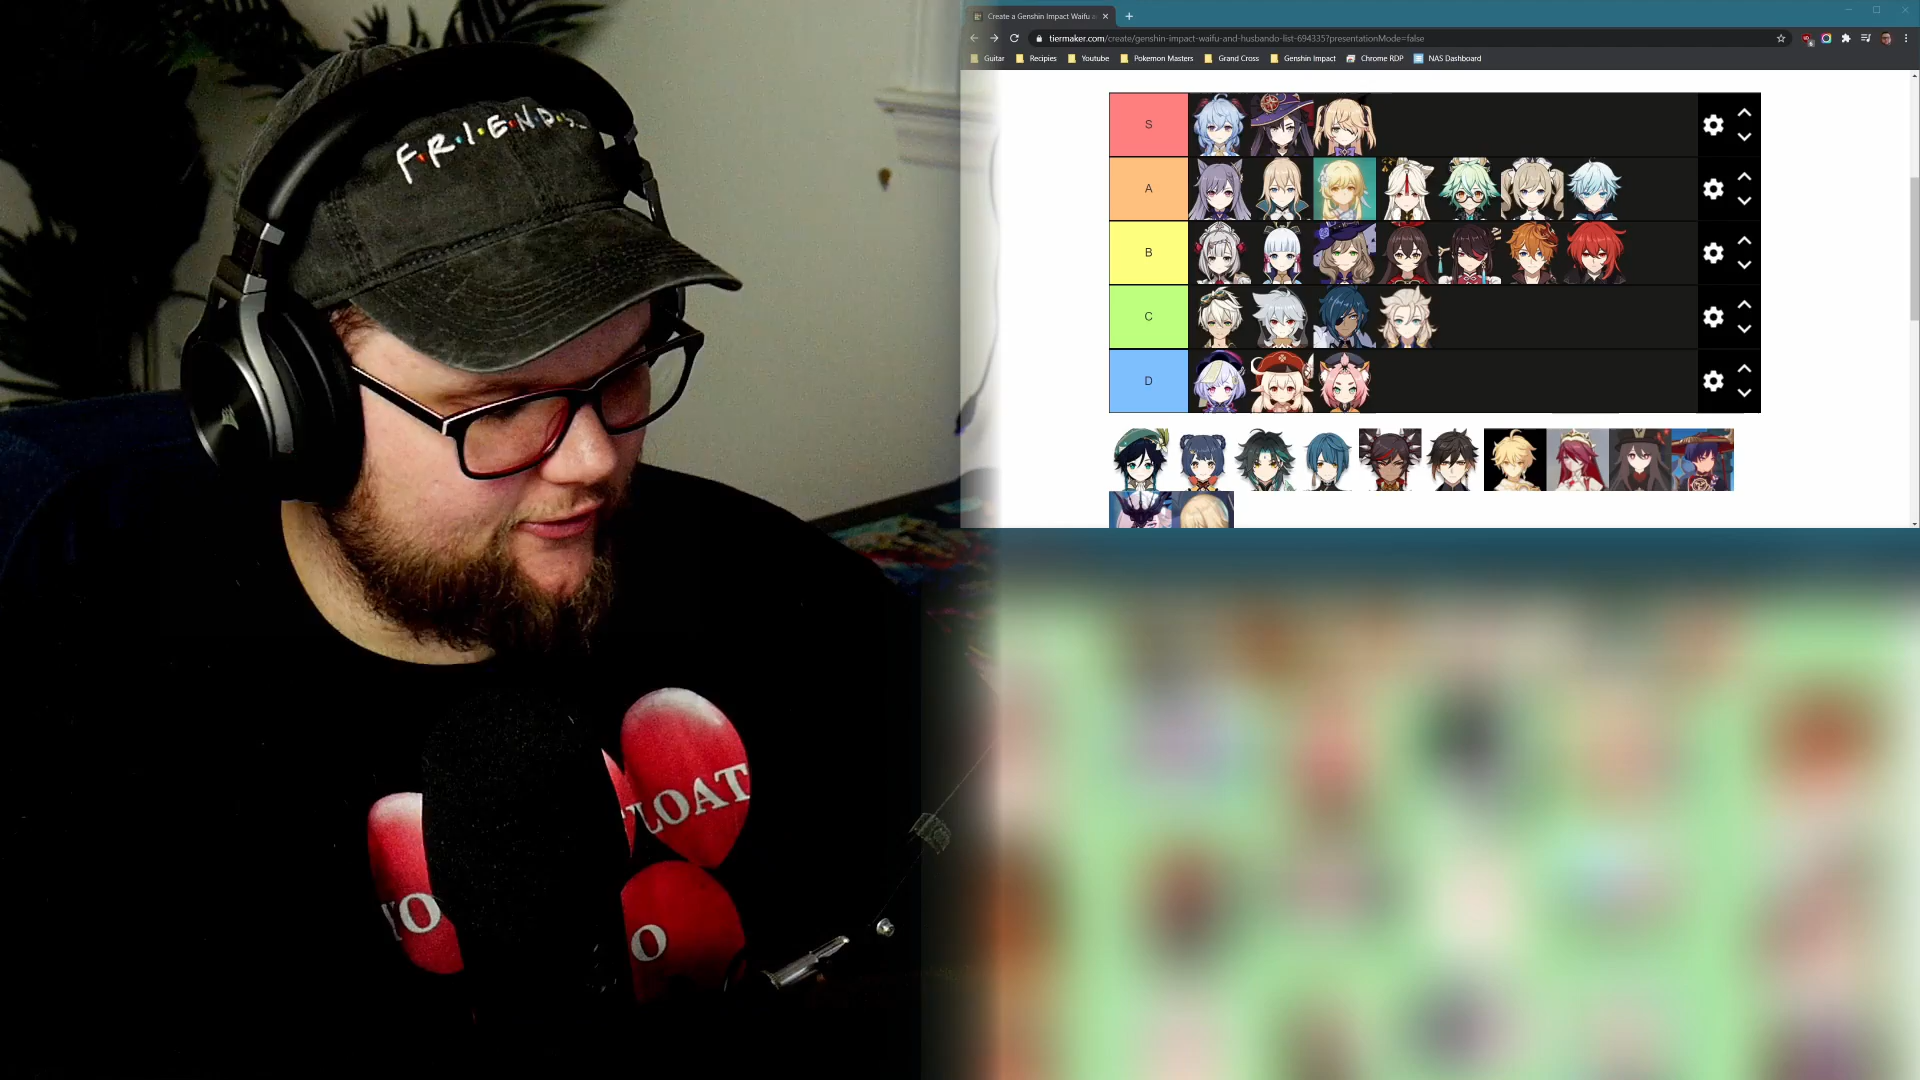 F·R·I·E·N·D·S
LOAT
YO
O
Create a Genshin Impact Waifu
tiermaker.com/create/genshin-impact-waifu-and-husbando-list-694335?presentationMode=false
Guitar Recipies Youtube Pokemon Masters Grand Cross Genshin Impact Chrome RDP NAS Dashboard
S
A
B
C
D